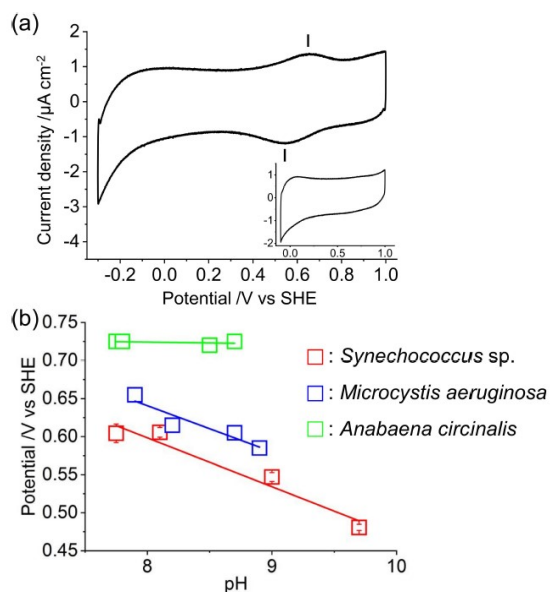 (a)
Current density /µA cm⁻²
2
1
0
-1
-2
-3
-4
I
I
1
0
-1
-2
0.0 0.5 1.0
-0.2 0.0 0.2 0.4 0.6 0.8 1.0
Potential /V vs SHE
(b)
Potential /V vs SHE
0.75
0.70
0.65
0.60
0.55
0.50
0.45
8 9 10
pH
: Synechococcus sp.
: Microcystis aeruginosa
: Anabaena circinalis